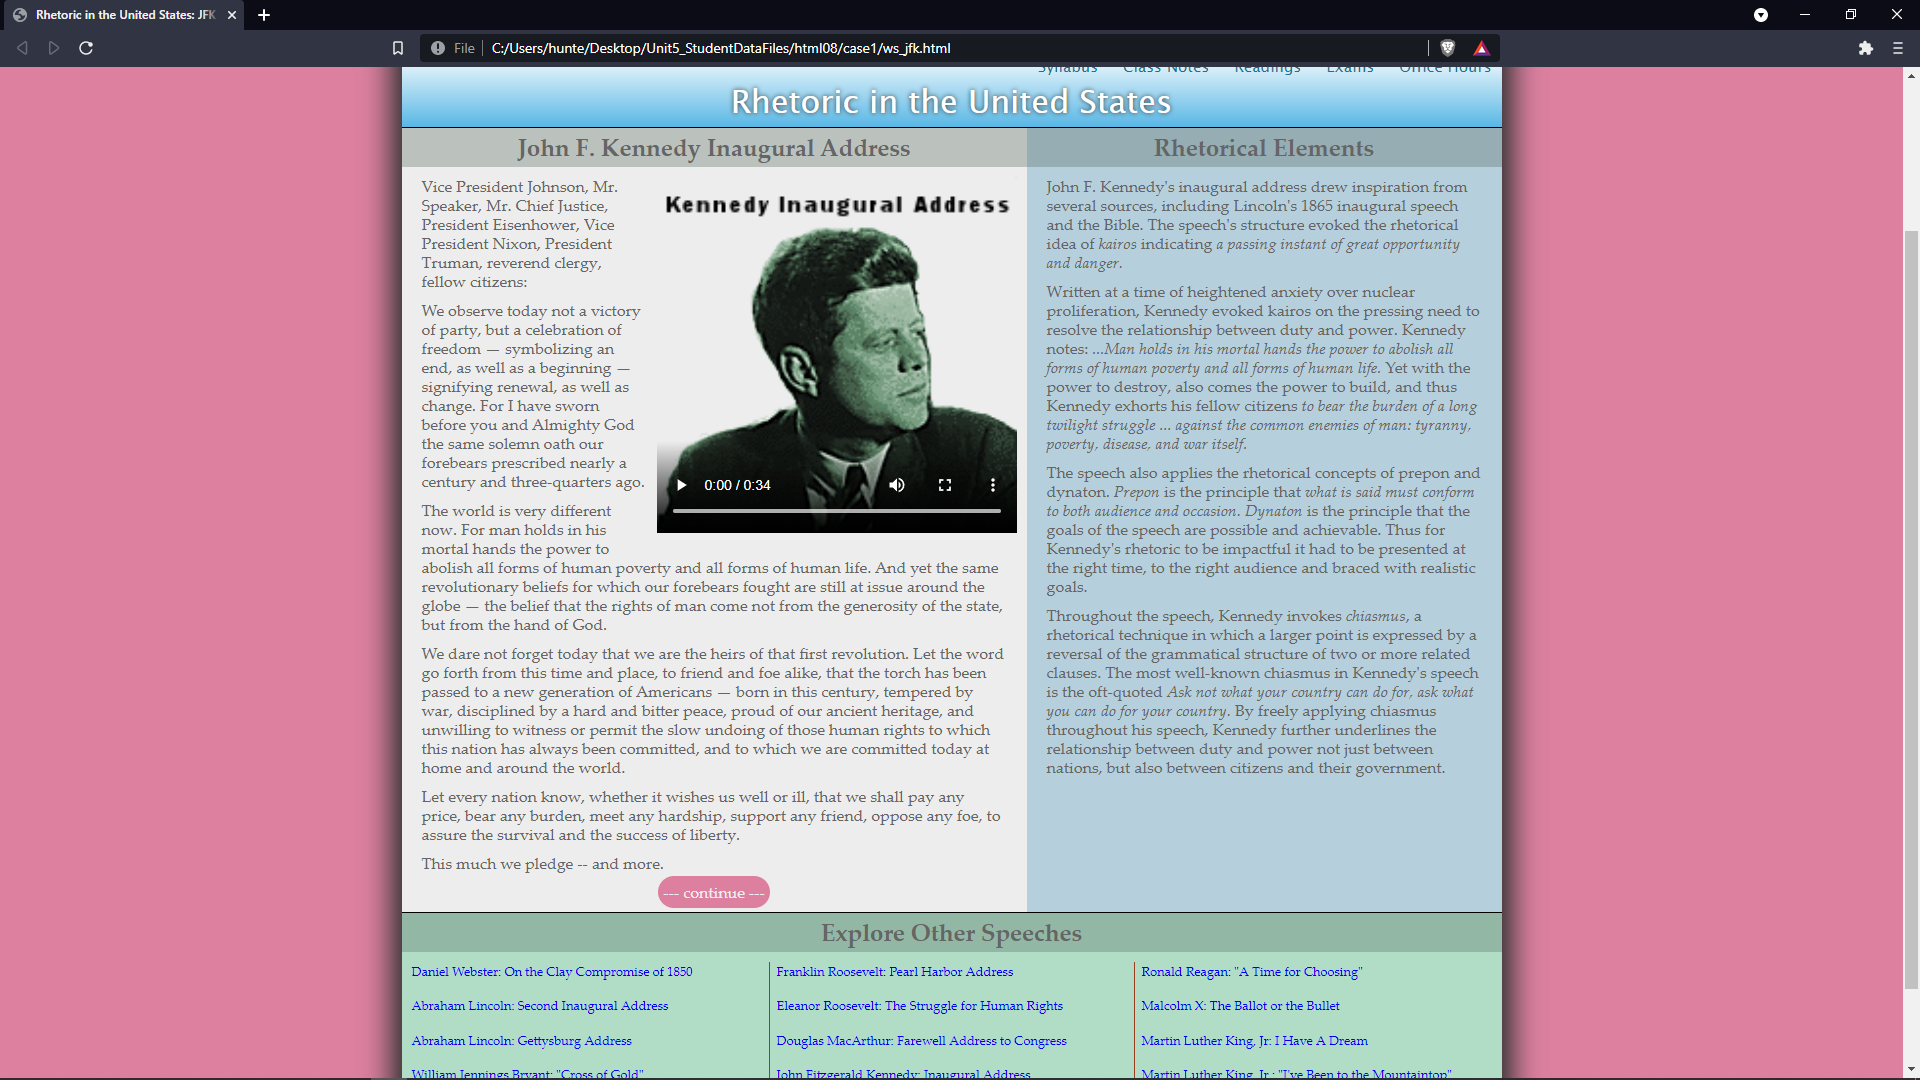 Rhetoric in the United States: JFK
File
C:/Users/hunte/Desktop/Unit5_StudentDataFiles/html08/case1/ws_jfk.html
Syllabus Class Notes Readings Exams Office Hours
Rhetoric in the United States
John F. Kennedy Inaugural Address
Vice President Johnson, Mr.
Speaker, Mr. Chief Justice,
President Eisenhower, Vice
President Nixon, President
Truman, reverend clergy,
fellow citizens:
Kennedy Inaugural Address
We observe today not a victory
of party, but a celebration of
freedom — symbolizing an
end, as well as a beginning —
signifying renewal, as well as
change. For I have sworn
before you and Almighty God
the same solemn oath our
forebears prescribed nearly a
century and three-quarters ago.
0:00 / 0:34
The world is very different
now. For man holds in his
mortal hands the power to
abolish all forms of human poverty and all forms of human life. And yet the same
revolutionary beliefs for which our forebears fought are still at issue around the
globe — the belief that the rights of man come not from the generosity of the state,
but from the hand of God.
We dare not forget today that we are the heirs of that first revolution. Let the word
go forth from this time and place, to friend and foe alike, that the torch has been
passed to a new generation of Americans — born in this century, tempered by
war, disciplined by a hard and bitter peace, proud of our ancient heritage, and
unwilling to witness or permit the slow undoing of those human rights to which
this nation has always been committed, and to which we are committed today at
home and around the world.
Let every nation know, whether it wishes us well or ill, that we shall pay any
price, bear any burden, meet any hardship, support any friend, oppose any foe, to
assure the survival and the success of liberty.
This much we pledge -- and more.
--- continue ---
Rhetorical Elements
John F. Kennedy's inaugural address drew inspiration from
several sources, including Lincoln's 1865 inaugural speech
and the Bible. The speech's structure evoked the rhetorical
idea of kairos indicating a passing instant of great opportunity
and danger.
Written at a time of heightened anxiety over nuclear
proliferation, Kennedy evoked kairos on the pressing need to
resolve the relationship between duty and power. Kennedy
notes: ...Man holds in his mortal hands the power to abolish all
forms of human poverty and all forms of human life. Yet with the
power to destroy, also comes the power to build, and thus
Kennedy exhorts his fellow citizens to bear the burden of a long
twilight struggle ... against the common enemies of man: tyranny,
poverty, disease, and war itself.
The speech also applies the rhetorical concepts of prepon and
dynaton. Prepon is the principle that what is said must conform
to both audience and occasion. Dynaton is the principle that the
goals of the speech are possible and achievable. Thus for
Kennedy's rhetoric to be impactful it had to be presented at
the right time, to the right audience and braced with realistic
goals.
Throughout the speech, Kennedy invokes chiasmus, a
rhetorical technique in which a larger point is expressed by a
reversal of the grammatical structure of two or more related
clauses. The most well-known chiasmus in Kennedy's speech
is the oft-quoted Ask not what your country can do for, ask what
you can do for your country. By freely applying chiasmus
throughout his speech, Kennedy further underlines the
relationship between duty and power not just between
nations, but also between citizens and their government.
Explore Other Speeches
Daniel Webster: On the Clay Compromise of 1850
Abraham Lincoln: Second Inaugural Address
Abraham Lincoln: Gettysburg Address
William Jennings Bryant: "Cross of Gold"
Franklin Roosevelt: Pearl Harbor Address
Eleanor Roosevelt: The Struggle for Human Rights
Douglas MacArthur: Farewell Address to Congress
John Fitzgerald Kennedy: Inaugural Address
Ronald Reagan: "A Time for Choosing"
Malcolm X: The Ballot or the Bullet
Martin Luther King, Jr: I Have A Dream
Martin Luther King, Jr.: "I've Been to the Mountaintop"